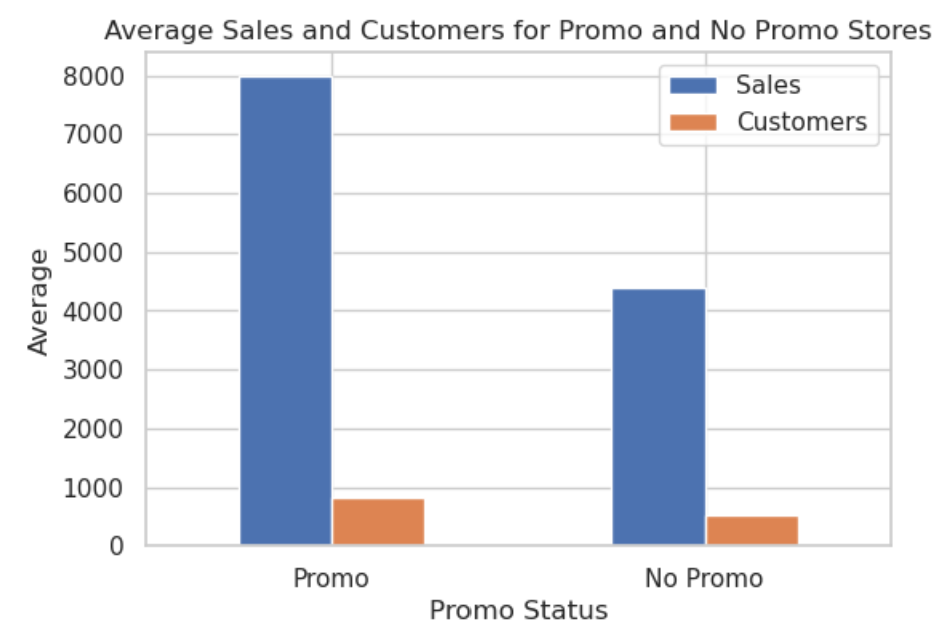 Average Sales and Customers for Promo and No Promo Stores
Sales
Customers
8000
7000
6000
5000
4000
3000
2000
1000
0
Average
Promo
No Promo
Promo Status